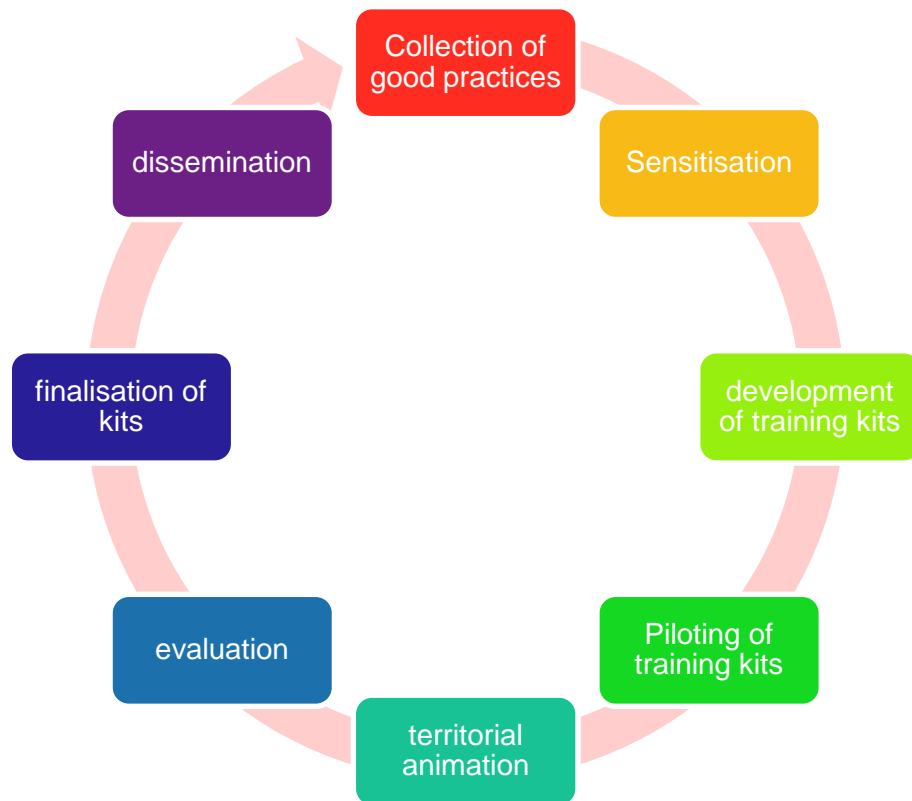 Collection of
good practices
Sensitisation
development
of training kits
Piloting of
training kits
territorial
animation
evaluation
finalisation of
kits
dissemination